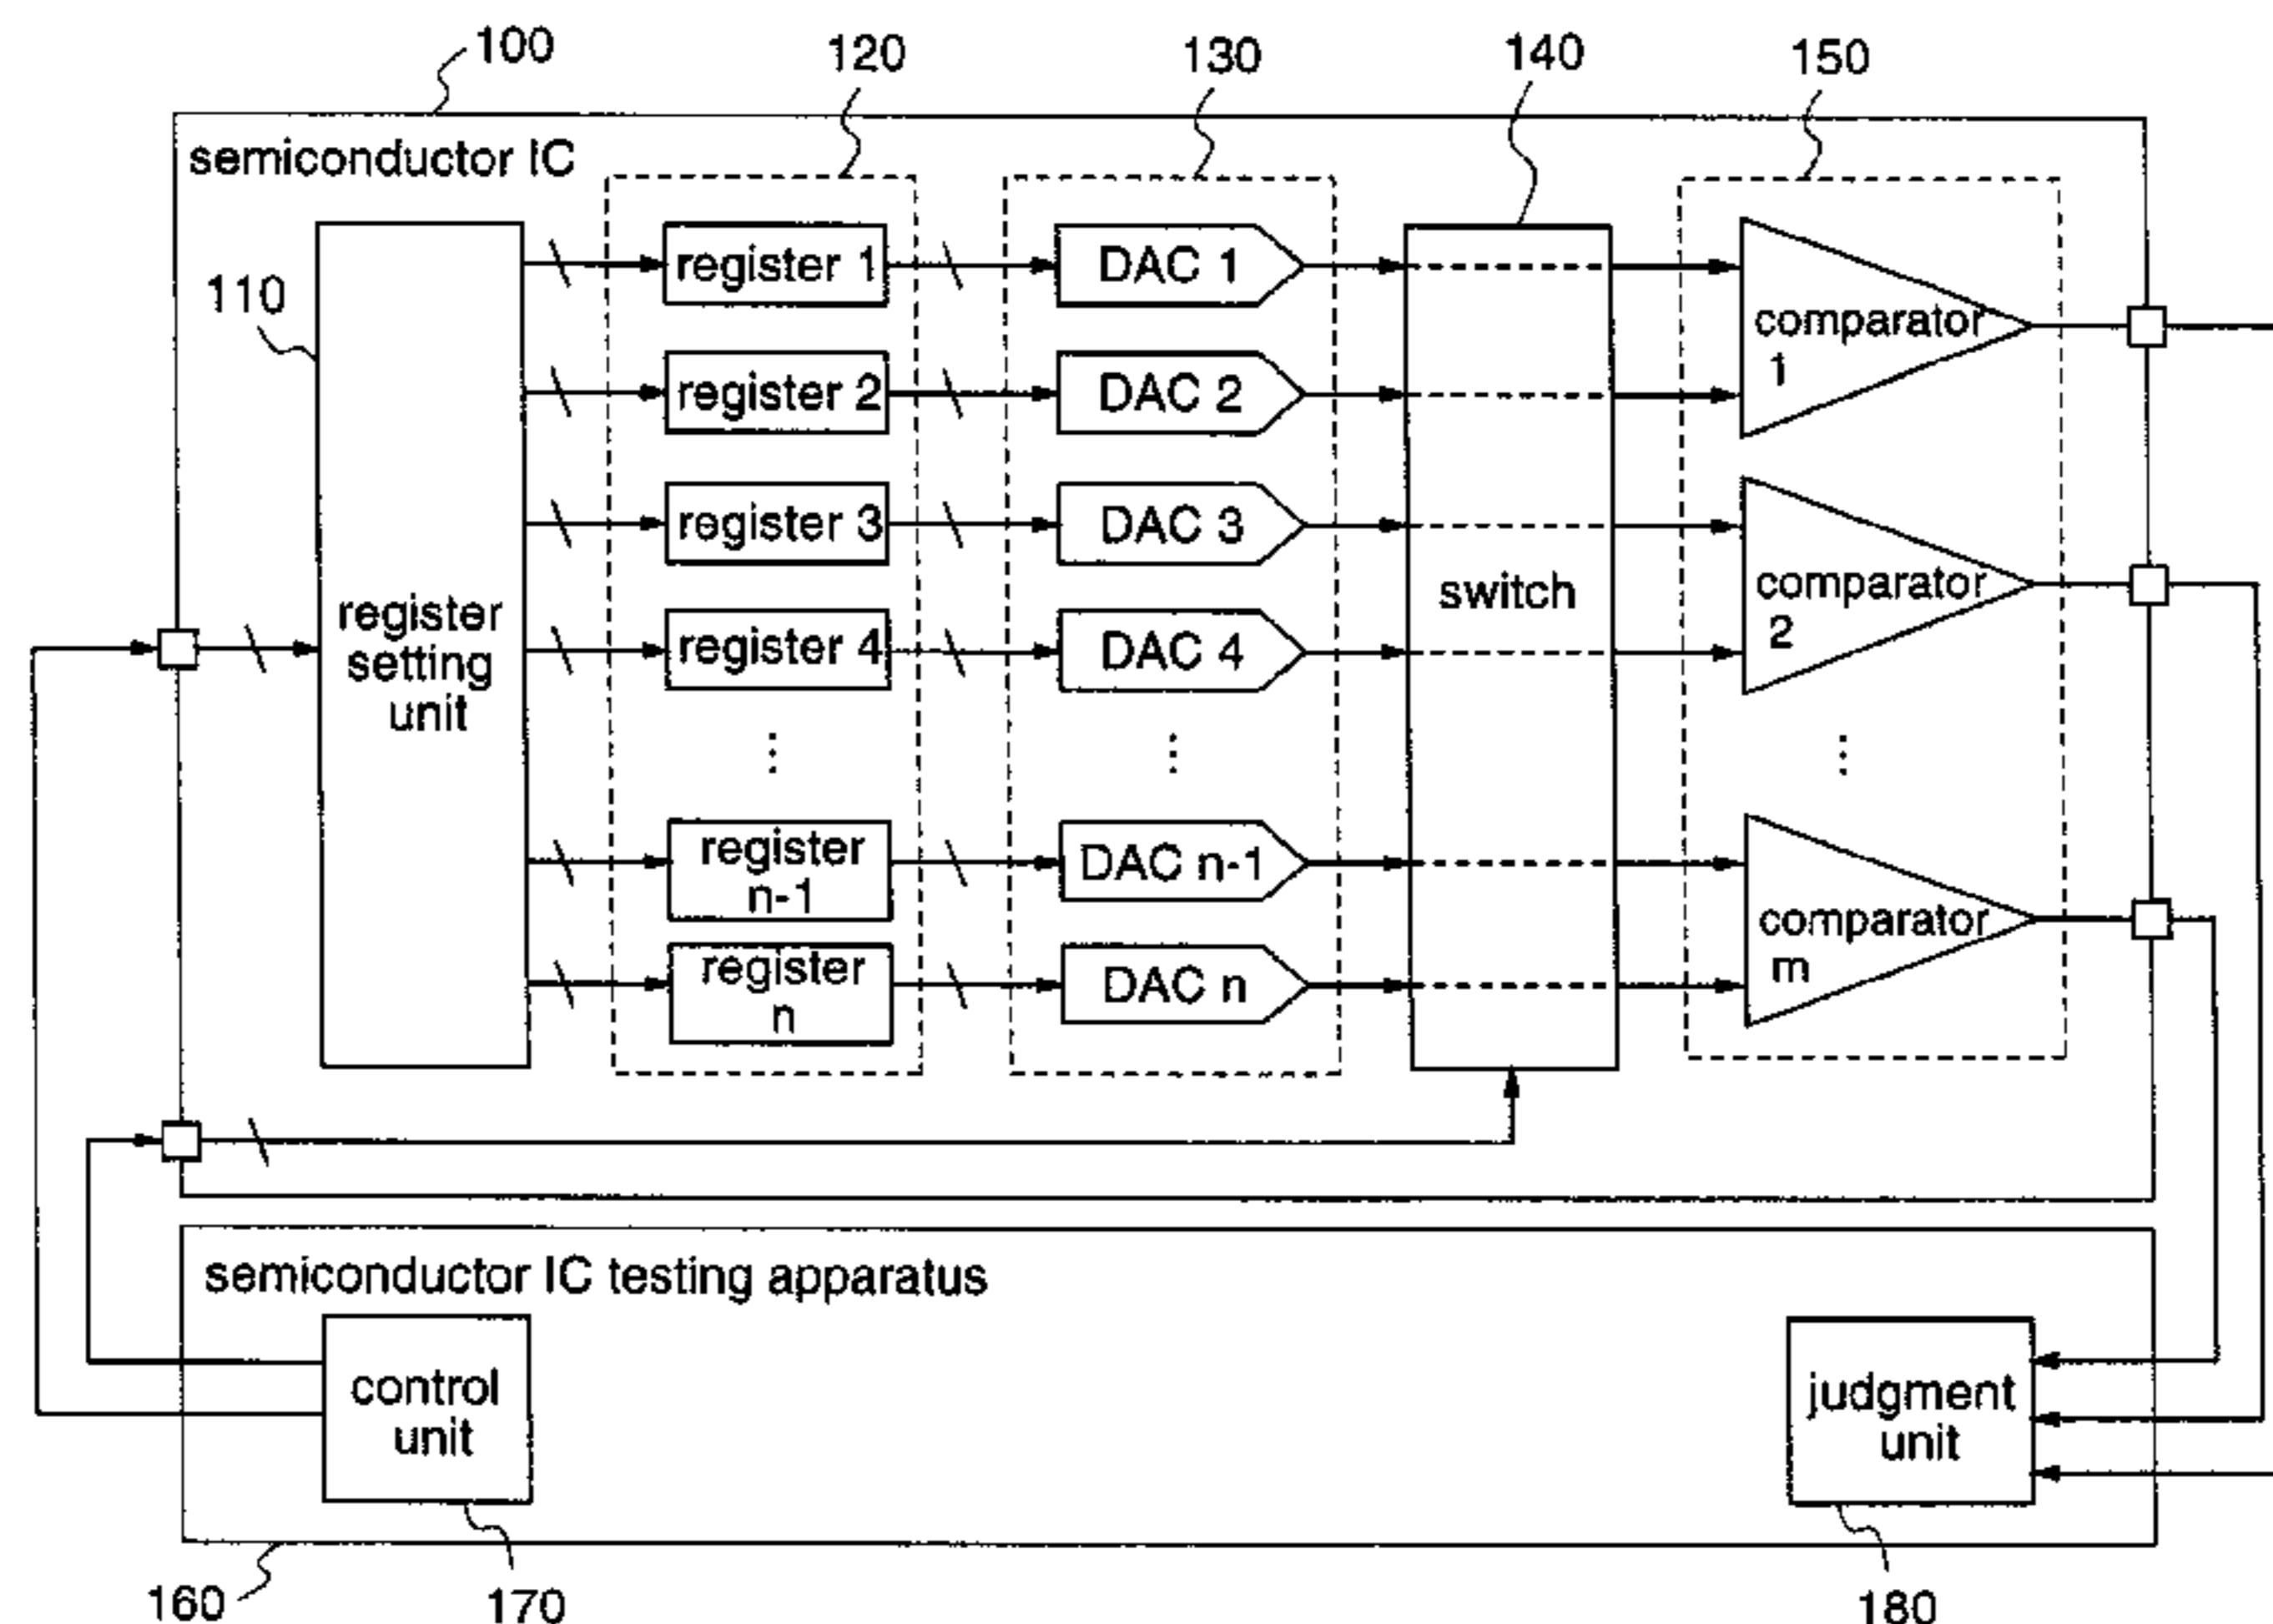 100
120
130
140
150
semiconductor IC
110
register
setting
unit
register 1
register 2
register 3
register 4
⋮
register
n-1
register
n
DAC 1
DAC 2
DAC 3
DAC 4
⋮
DAC n-1
DAC n
switch
comparator
1
comparator
2
⋮
comparator
m
semiconductor IC testing apparatus
control
unit
judgment
unit
160
170
180